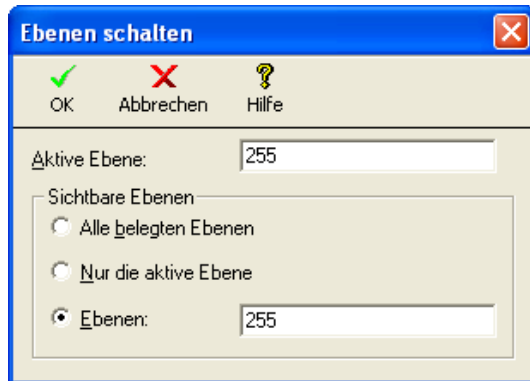 Ebenen schalten
OK Abbrechen Hilfe
Aktive Ebene: 255
Sichtbare Ebenen
Alle belegten Ebenen
Nur die aktive Ebene
Ebenen: 255